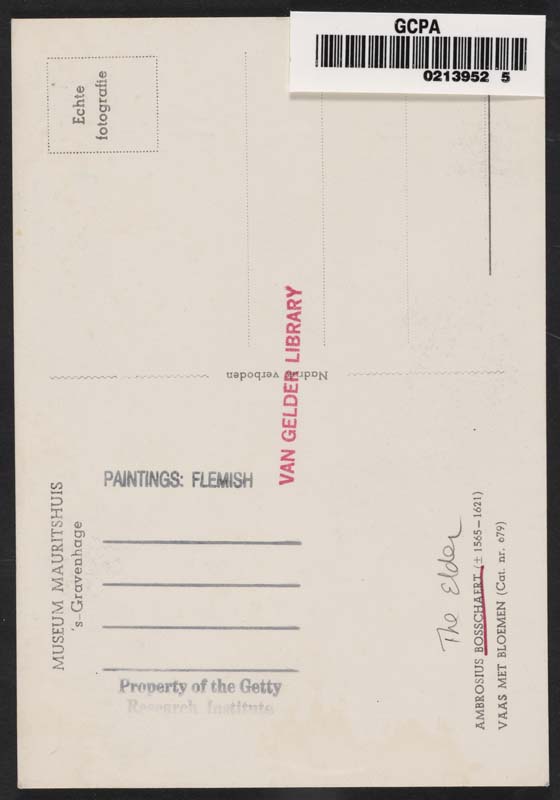 GCPA
0213952 5
Echte
fotografie
VAN GELDER LIBRARY
Nadruk verboden
PAINTINGS: FLEMISH
MUSEUM MAURITSHUIS
's-Gravenhage
The Elder
AMBROSIUS BOSSCHAERT (± 1565–1621)
VAAS MET BLOEMEN (Cat. nr. 679)
Property of the Getty
Research Institute